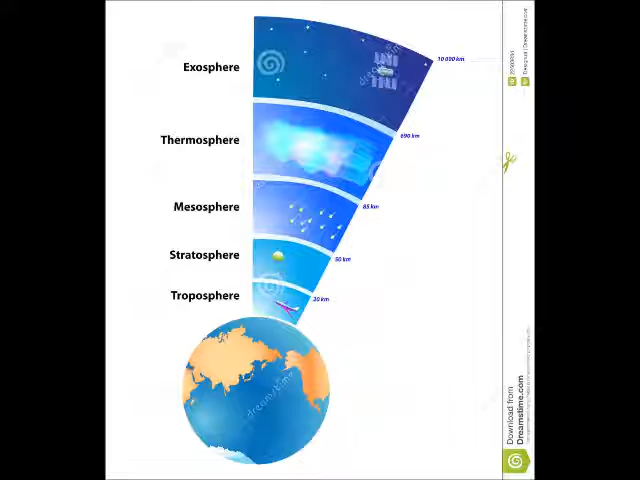 Exosphere
10 000 km
Thermosphere
690 km
Mesosphere
85 km
Stratosphere
50 km
Troposphere
20 km
dreamstime
Download from
Dreamstime.com